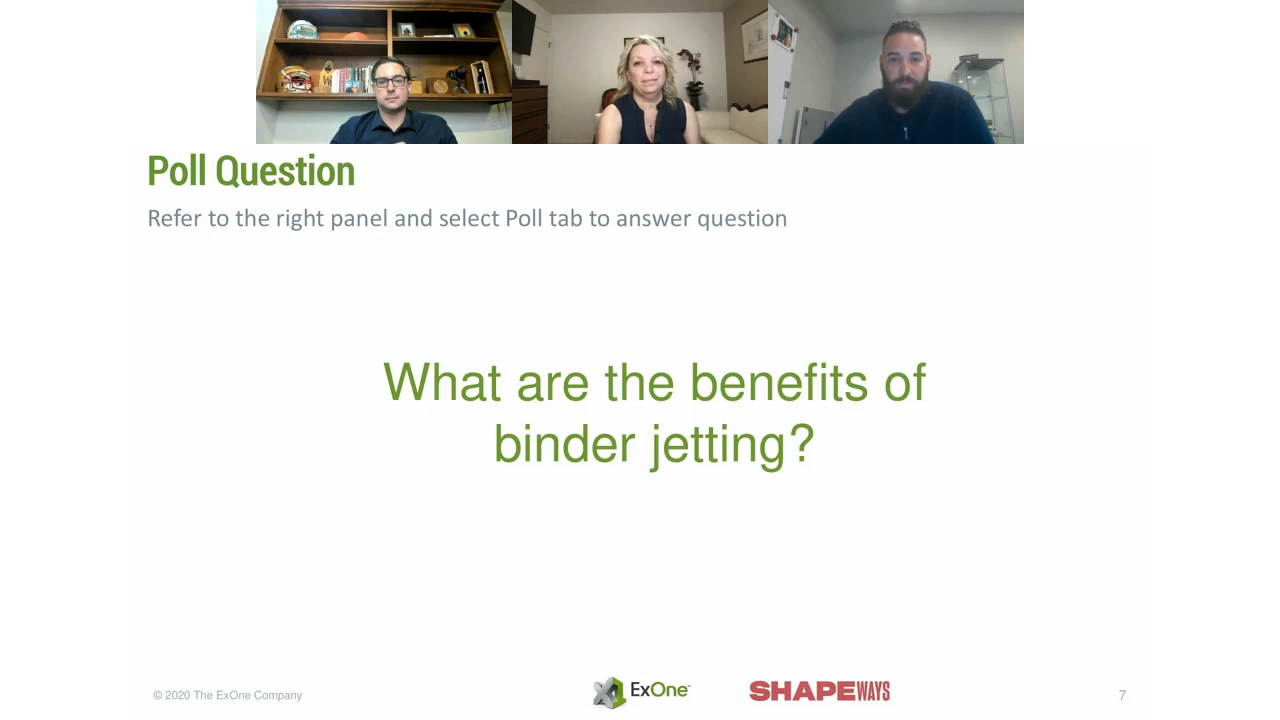 Poll Question
Refer to the right panel and select Poll tab to answer question
What are the benefits of
binder jetting?
© 2020 The ExOne Company
ExOne™
SHAPEWAYS
7